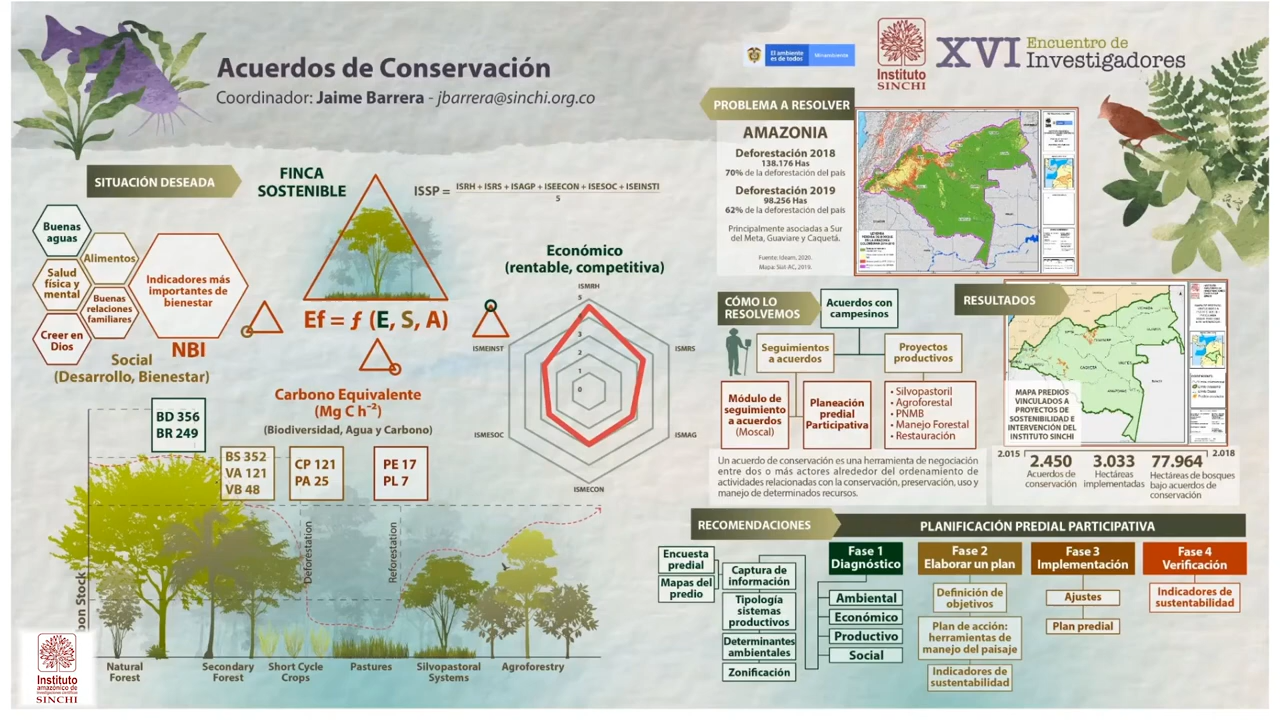 Acuerdos de Conservación
Coordinador: Jaime Barrera - jbarrera@sinchi.org.co
El ambiente
es de todos
Minambiente
Instituto
SINCHI
XVI Encuentro de
Investigadores
SITUACIÓN DESEADA
FINCA
SOSTENIBLE
ISSP = ISRH + ISRS + ISAGP + ISEECON + ISESOC + ISEINSTI
5
Buenas
aguas
Alimentos
Salud
física y
mental
Buenas
relaciones
familiares
Creer en
Dios
Indicadores más
importantes de
bienestar
NBI
Social
(Desarrollo, Bienestar)
Ef = ƒ (E, S, A)
Carbono Equivalente
(Mg C h⁻²)
(Biodiversidad, Agua y Carbono)
Económico
(rentable, competitiva)
ISMRH
5
4
3
2
1
0
ISMEINST
ISMRS
ISMESOC
ISMAG
ISMECON
BD 356
BR 249
BS 352
VA 121
VB 48
CP 121
PA 25
PE 17
PL 7
Deforestation
Reforestation
bon Stock
Natural
Forest
Secondary
Forest
Short Cycle
Crops
Pastures
Silvopastoral
Systems
Agroforestry
Instituto
amazónico de
investigaciones científicas
SINCHI
PROBLEMA A RESOLVER
AMAZONIA
Deforestación 2018
138.176 Has
70% de la deforestación del país
Deforestación 2019
98.256 Has
62% de la deforestación del país
Principalmente asociadas a Sur
del Meta, Guaviare y Caquetá.
Fuente: Ideam. 2020.
Mapa: Siat AC, 2019.
CÓMO LO
RESOLVEMOS
Acuerdos con
campesinos
Seguimientos
a acuerdos
Proyectos
productivos
Módulo de
seguimiento
a acuerdos
(Moscal)
Planeación
predial
Participativa
• Silvopastoril
• Agroforestal
• PNMB
• Manejo Forestal
• Restauración
Un acuerdo de conservación es una herramienta de negociación
entre dos o más actores alrededor del ordenamiento de
actividades relacionadas con la conservación, preservación, uso y
manejo de determinados recursos.
RESULTADOS
MAPA PREDIOS
VINCULADOS A
PROYECTOS DE
SOSTENIBILIDAD E
INTERVENCIÓN DEL
INSTITUTO SINCHI
2.015
2.018
2.450
Acuerdos de
conservación
3.033
Hectáreas
implementadas
77.964
Hectáreas de bosques
bajo acuerdos de
conservación
RECOMENDACIONES
PLANIFICACIÓN PREDIAL PARTICIPATIVA
Encuesta
predial
Mapas del
predio
Captura de
información
Tipología
sistemas
productivos
Determinantes
ambientales
Zonificación
Fase 1
Diagnóstico
Ambiental
Económico
Productivo
Social
Fase 2
Elaborar un plan
Definición de
objetivos
Plan de acción:
herramientas de
manejo del paisaje
Indicadores de
sustentabilidad
Fase 3
Implementación
Ajustes
Plan predial
Fase 4
Verificación
Indicadores de
sustentabilidad